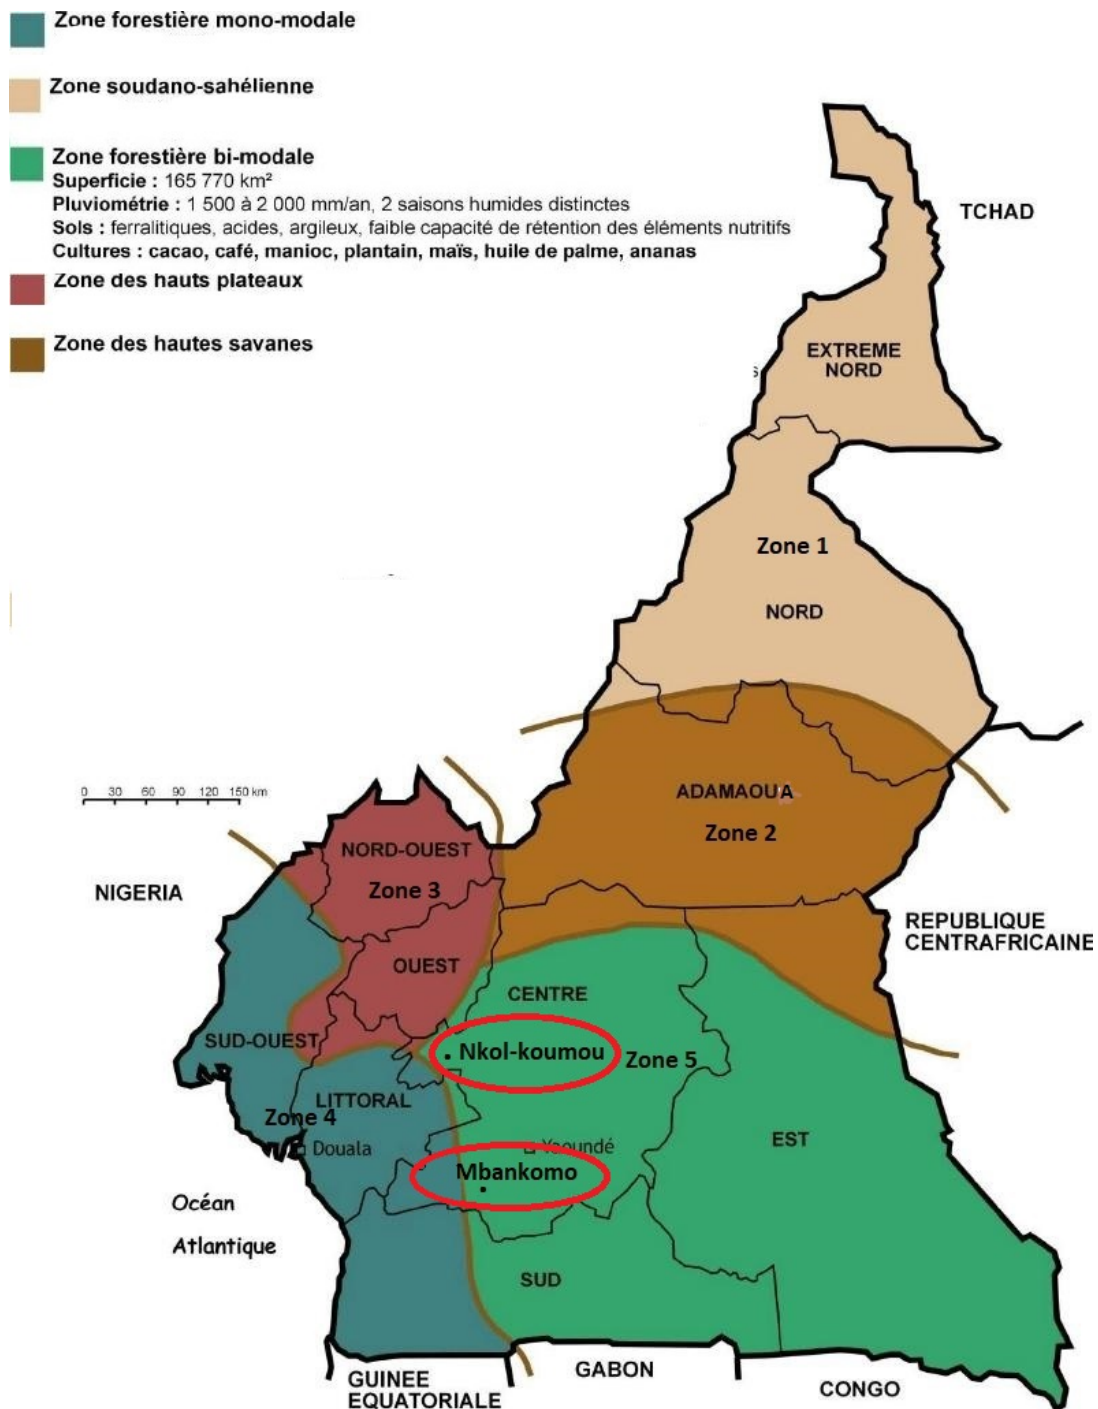 Zone forestière mono-modale
Zone soudano-sahélienne
Zone forestière bi-modale
Superficie : 165 770 km²
Pluviométrie : 1 500 à 2 000 mm/an, 2 saisons humides distinctes
Sols : ferralitiques, acides, argileux, faible capacité de rétention des éléments nutritifs
Cultures : cacao, café, manioc, plantain, maïs, huile de palme, ananas
Zone des hauts plateaux
Zone des hautes savanes
TCHAD
EXTREME
NORD
s
Zone 1
NORD
0 30 60 90 120 150 km
ADAMAOUA
Zone 2
NORD-OUEST
Zone 3
NIGERIA
REPUBLIQUE
CENTRAFRICAINE
OUEST
CENTRE
SUD-OUEST
Nkol-koumou
Zone 5
LITTORAL
Zone 4
EST
Douala
Yaoundé
Mbankomo
Océan
Atlantique
SUD
GUINEE
EQUATORIALE
GABON
CONGO